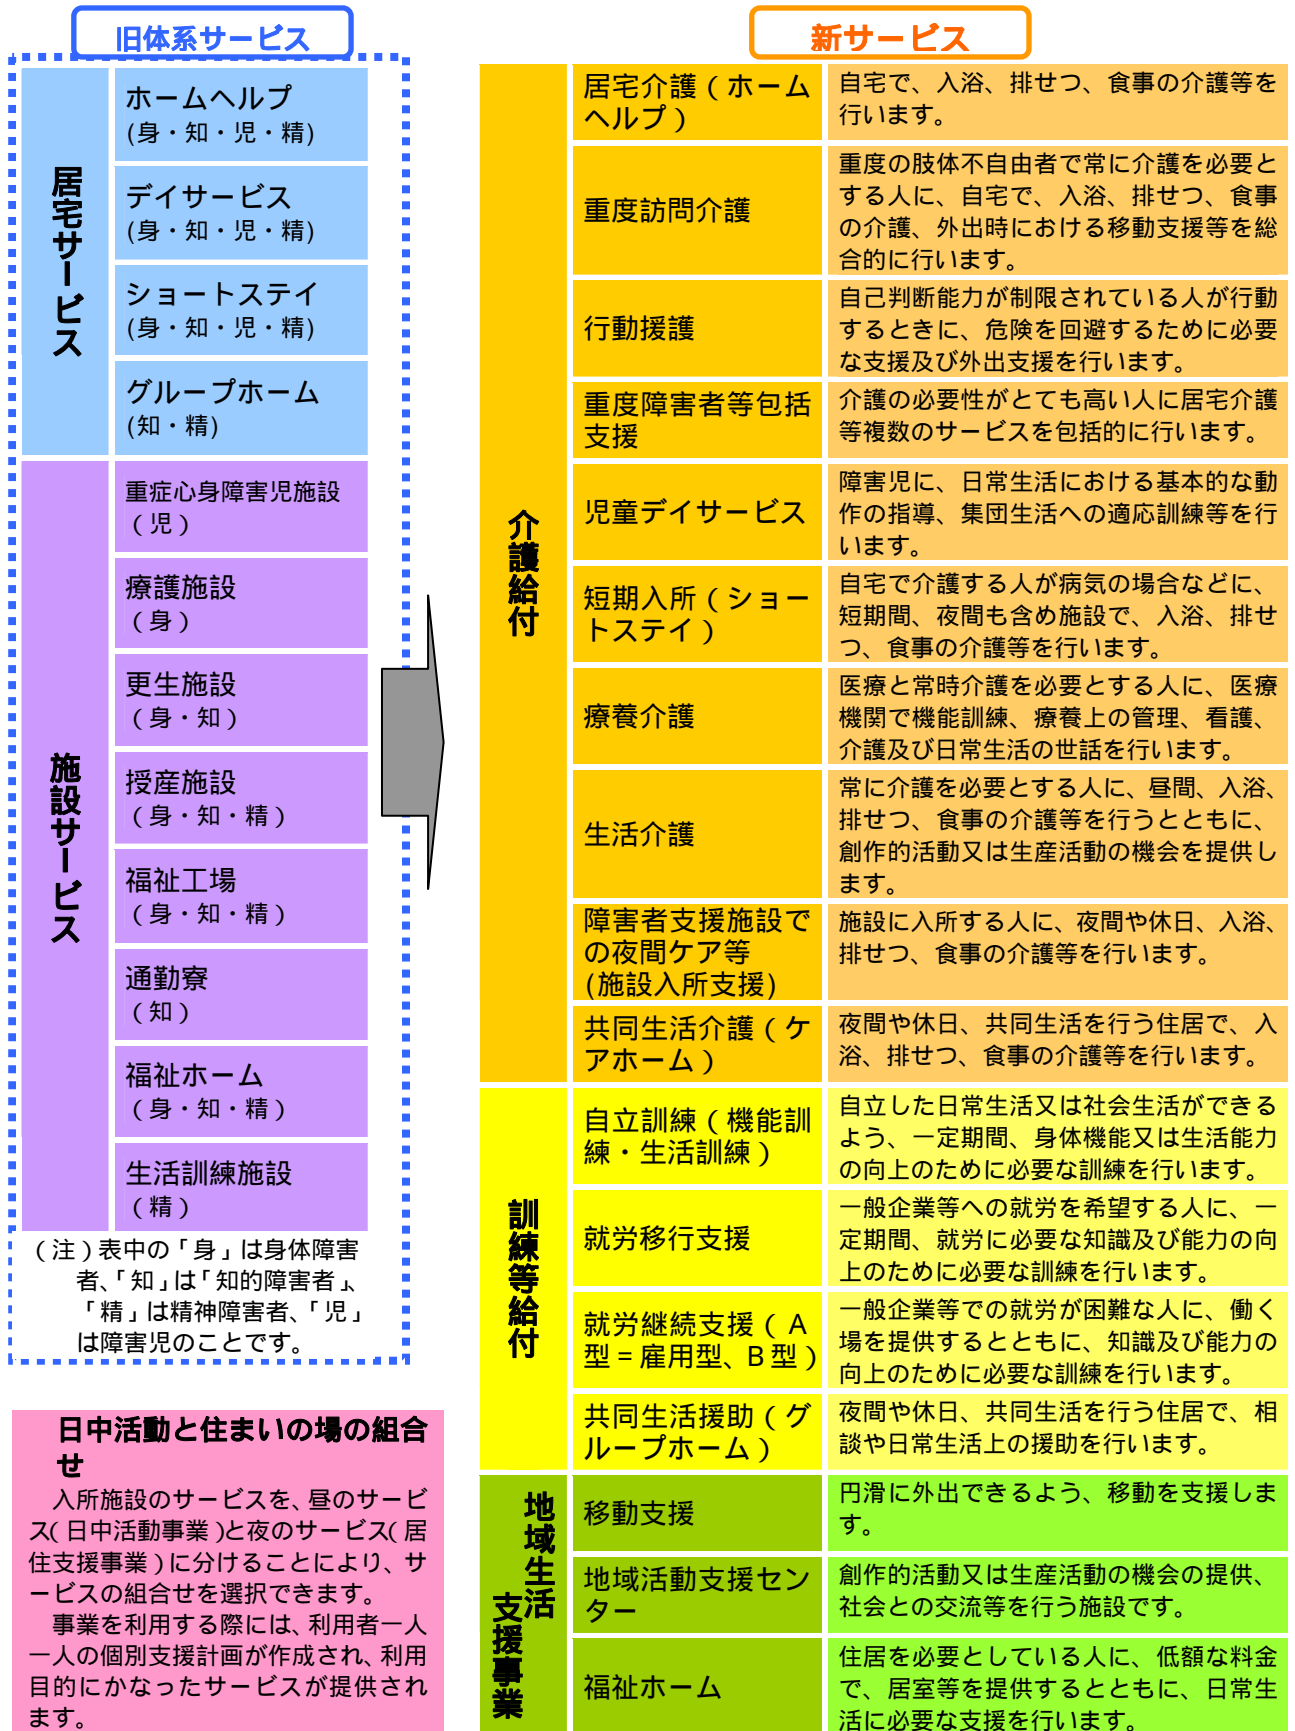 旧体系サービス
居宅サービス
ホームヘルプ
(身・知・児・精)
デイサービス
(身・知・児・精)
ショートステイ
(身・知・児・精)
グループホーム
(知・精)
施設サービス
重症心身障害児施設
（児）
療護施設
（身）
更生施設
（身・知）
授産施設
（身・知・精）
福祉工場
（身・知・精）
通勤寮
（知）
福祉ホーム
（身・知・精）
生活訓練施設
（精）
（注）表中の「身」は身体障害
者、「知」は「知的障害者」、
「精」は精神障害者、「児」
は障害児のことです。
日中活動と住まいの場の組合
せ
入所施設のサービスを、昼のサービ
ス（日中活動事業）と夜のサービス（居
住支援事業）に分けることにより、サ
ービスの組合せを選択できます。
事業を利用する際には、利用者一人
一人の個別支援計画が作成され、利用
目的にかなったサービスが提供され
ます。
新サービス
介護給付
居宅介護（ホーム
ヘルプ）
自宅で、入浴、排せつ、食事の介護等を
行います。
重度訪問介護
重度の肢体不自由者で常に介護を必要と
する人に、自宅で、入浴、排せつ、食事
の介護、外出時における移動支援等を総
合的に行います。
行動援護
自己判断能力が制限されている人が行動
するときに、危険を回避するために必要
な支援及び外出支援を行います。
重度障害者等包括
支援
介護の必要性がとても高い人に居宅介護
等複数のサービスを包括的に行います。
児童デイサービス
障害児に、日常生活における基本的な動
作の指導、集団生活への適応訓練等を行
います。
短期入所（ショー
トステイ）
自宅で介護する人が病気の場合などに、
短期間、夜間も含め施設で、入浴、排せ
つ、食事の介護等を行います。
療養介護
医療と常時介護を必要とする人に、医療
機関で機能訓練、療養上の管理、看護、
介護及び日常生活の世話を行います。
生活介護
常に介護を必要とする人に、昼間、入浴、
排せつ、食事の介護等を行うとともに、
創作的活動又は生産活動の機会を提供し
ます。
障害者支援施設で
の夜間ケア等
(施設入所支援)
施設に入所する人に、夜間や休日、入浴、
排せつ、食事の介護等を行います。
共同生活介護（ケ
アホーム）
夜間や休日、共同生活を行う住居で、入
浴、排せつ、食事の介護等を行います。
訓練等給付
自立訓練（機能訓
練・生活訓練）
自立した日常生活又は社会生活ができる
よう、一定期間、身体機能又は生活能力
の向上のために必要な訓練を行います。
就労移行支援
一般企業等への就労を希望する人に、一
定期間、就労に必要な知識及び能力の向
上のために必要な訓練を行います。
就労継続支援（Ａ
型＝雇用型、Ｂ型）
一般企業等での就労が困難な人に、働く
場を提供するとともに、知識及び能力の
向上のために必要な訓練を行います。
共同生活援助（グ
ループホーム）
夜間や休日、共同生活を行う住居で、相
談や日常生活上の援助を行います。
地域生活
支援事業
移動支援
円滑に外出できるよう、移動を支援しま
す。
地域活動支援セン
ター
創作的活動又は生産活動の機会の提供、
社会との交流等を行う施設です。
福祉ホーム
住居を必要としている人に、低額な料金
で、居室等を提供するとともに、日常生
活に必要な支援を行います。